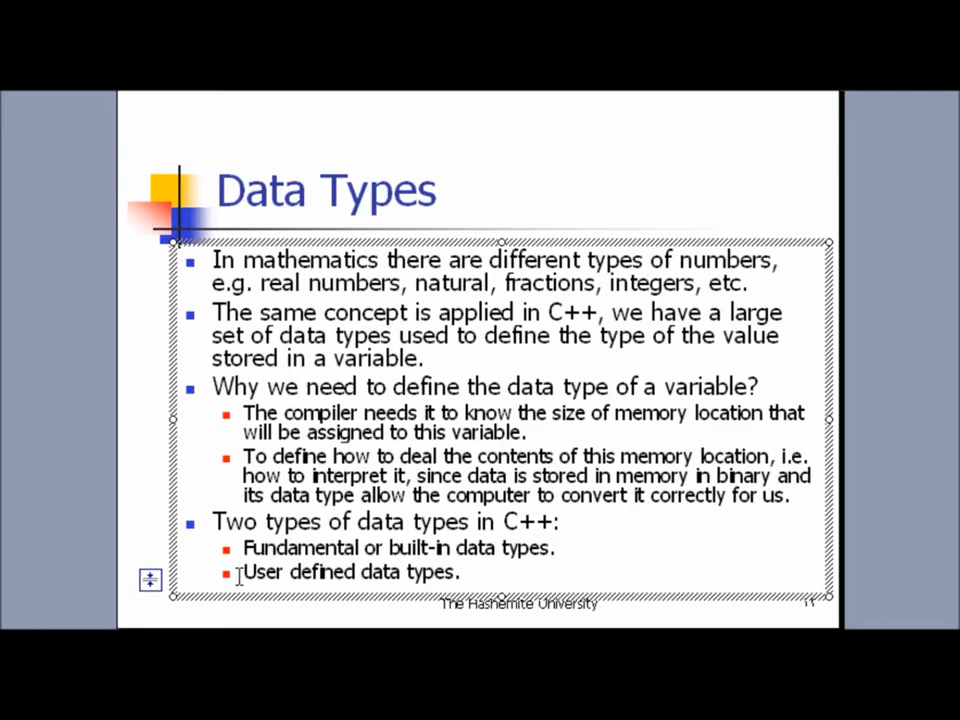 Data Types
In mathematics there are different types of numbers,
e.g. real numbers, natural, fractions, integers, etc.
The same concept is applied in C++, we have a large
set of data types used to define the type of the value
stored in a variable.
Why we need to define the data type of a variable?
The compiler needs it to know the size of memory location that
will be assigned to this variable.
To define how to deal the contents of this memory location, i.e.
how to interpret it, since data is stored in memory in binary and
its data type allow the computer to convert it correctly for us.
Two types of data types in C++:
Fundamental or built-in data types.
User defined data types.
The Hashemite University